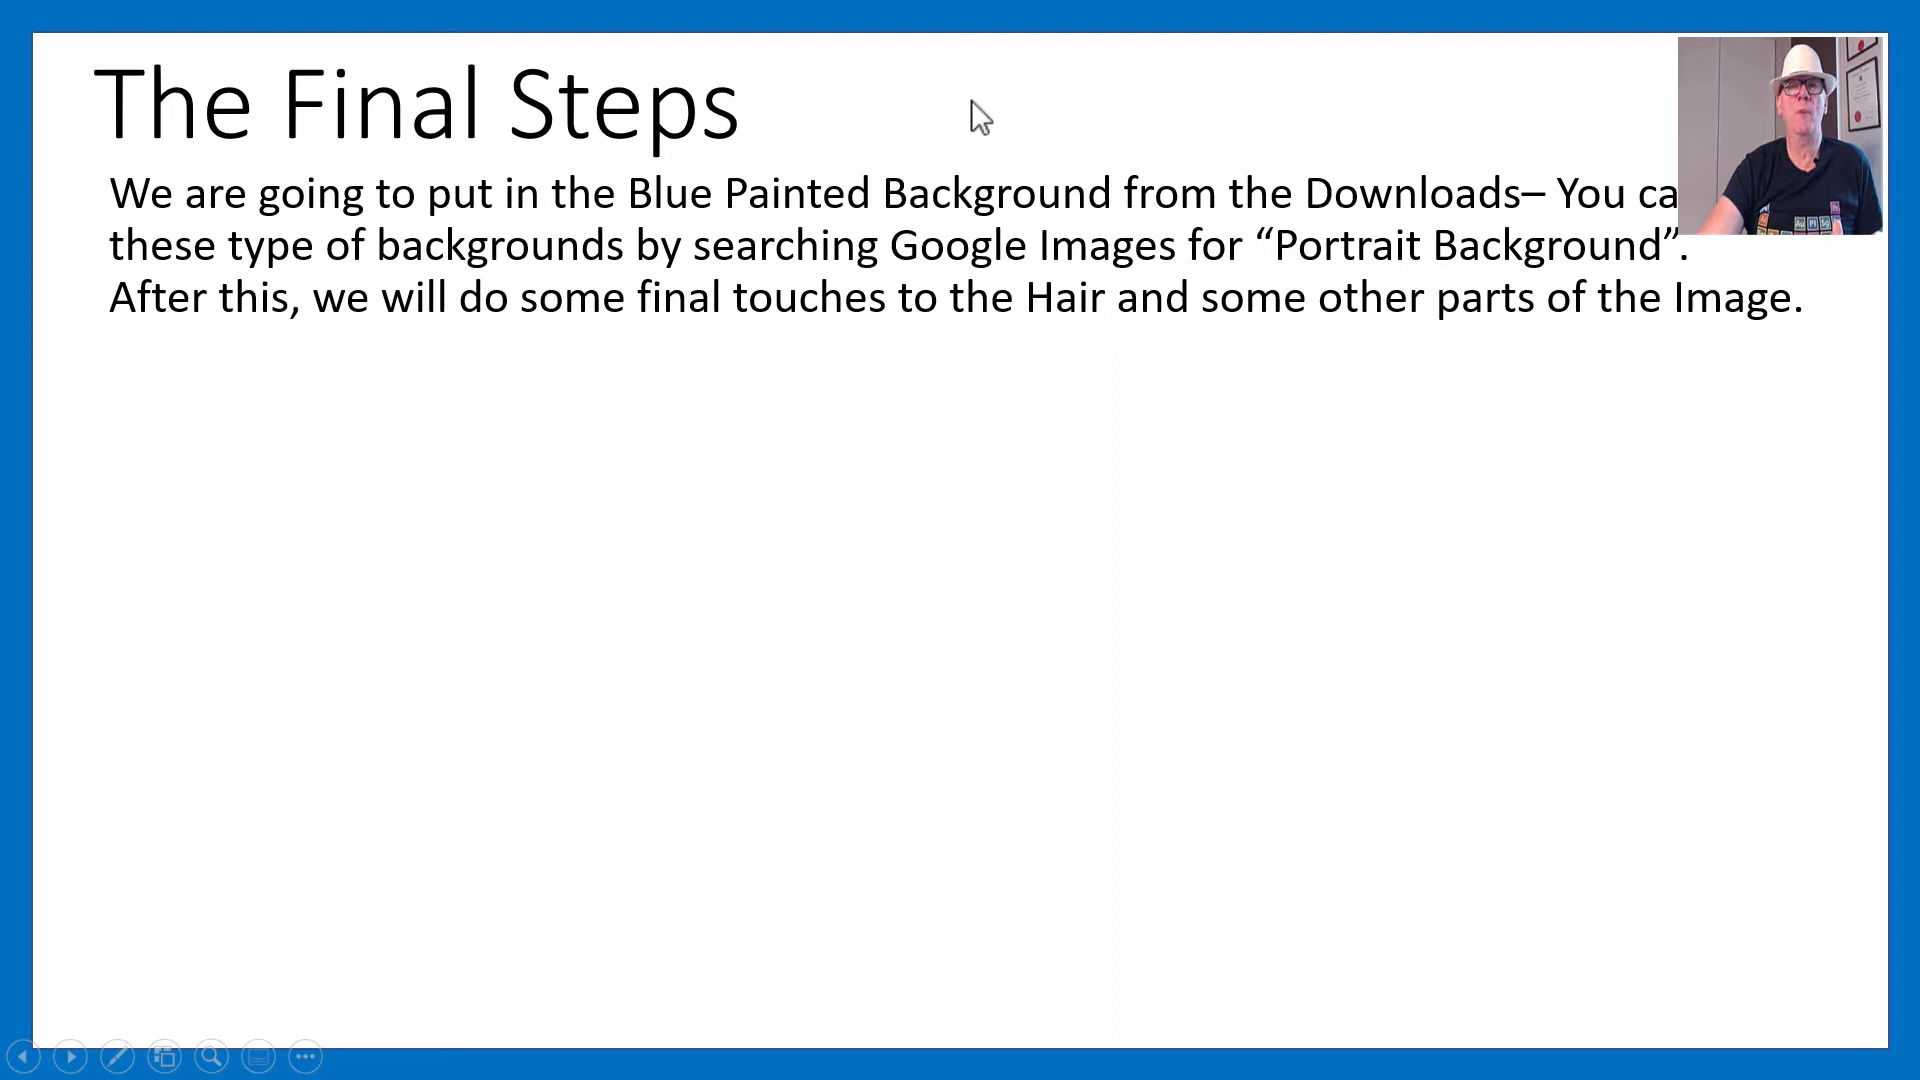 The Final Steps
We are going to put in the Blue Painted Background from the Downloads– You
these type of backgrounds by searching Google Images for “Portrait Background”.
After this, we will do some final touches to the Hair and some other parts of the Image.